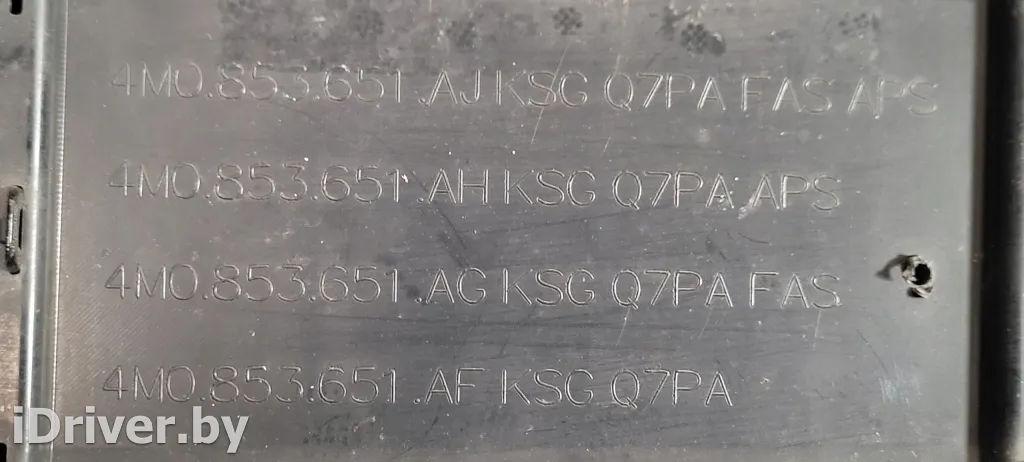 4M0.853.651.AJ KSG Q7PA FAS APS
4M0.853.651.AH KSG Q7PA APS
4M0.853.651.AG KSG Q7PA FAS
4M0.853.651.AF KSG Q7PA
iDriver.by